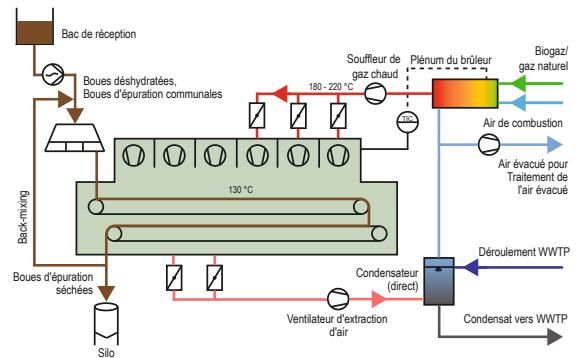 Bac de réception
Boues déshydratées,
Boues d'épuration communales
Back-mixing
Boues d'épuration
séchées
Silo
130 °C
180 - 220 °C
Souffleur de
gaz chaud
Plénum du brûleur
TIC
Biogaz/
gaz naturel
Air de combustion
Air évacué pour
Traitement de
l'air évacué
Condensateur
(direct)
Ventilateur d'extraction
d'air
Déroulement WWTP
Condensat vers WWTP